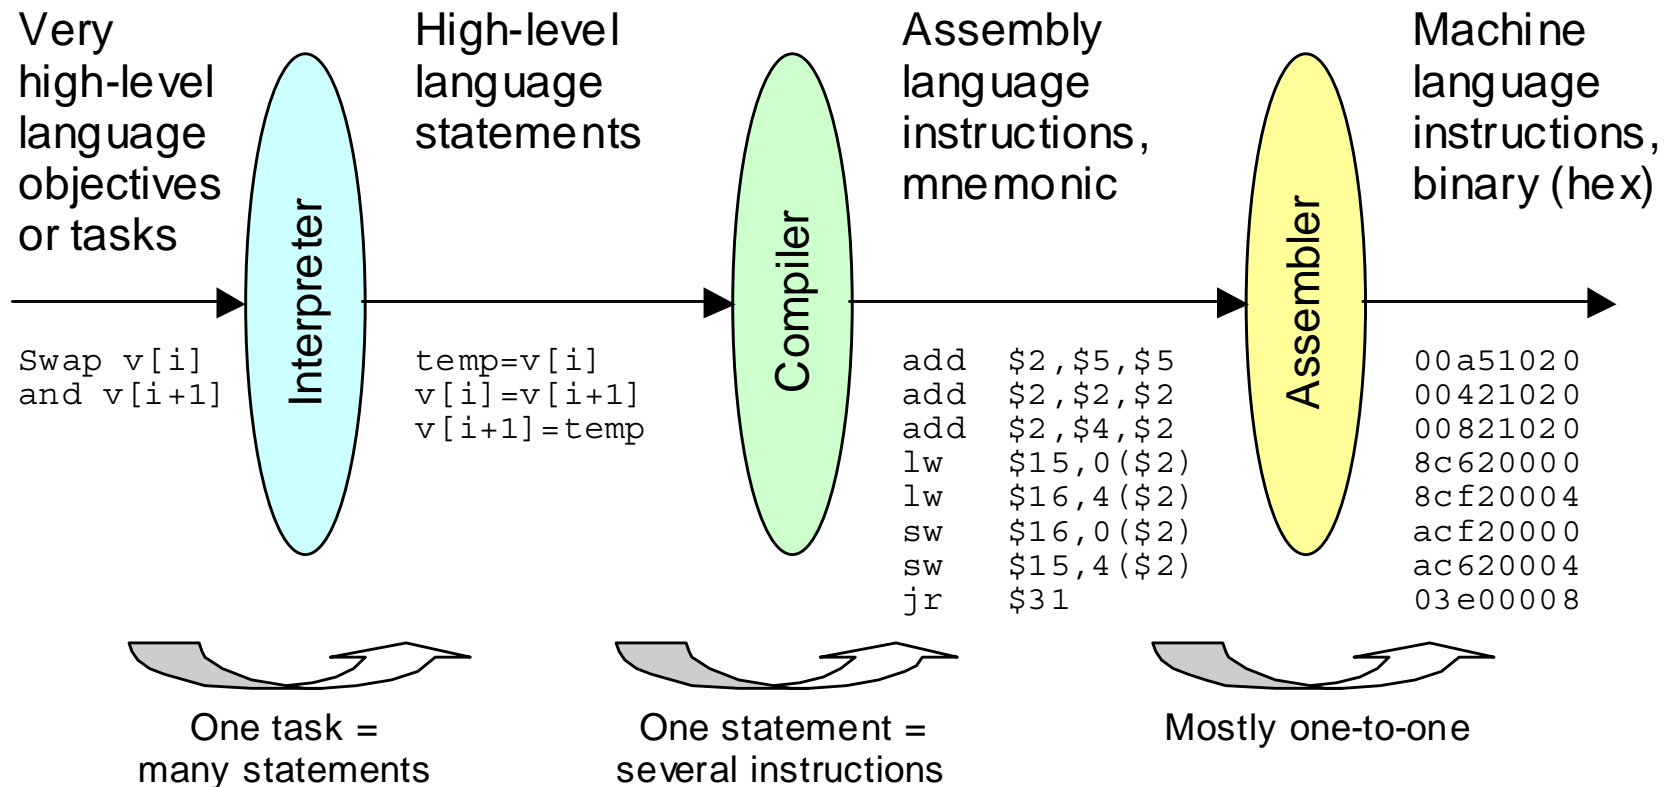 Very
high-level
language
objectives
or tasks
High-level
language
statements
Assembly
language
instructions,
mnemonic
Machine
language
instructions,
binary (hex)
Interpreter
Compiler
Assembler
Swap v[i]
and v[i+1]
temp=v[i]
v[i]=v[i+1]
v[i+1]=temp
add $2,$5,$5
add $2,$2,$2
add $2,$4,$2
lw $15,0($2)
lw $16,4($2)
sw $16,0($2)
sw $15,4($2)
jr $31
00a51020
00421020
00821020
8c620000
8cf20004
acf20000
ac620004
03e00008
One task =
many statements
One statement =
several instructions
Mostly one-to-one